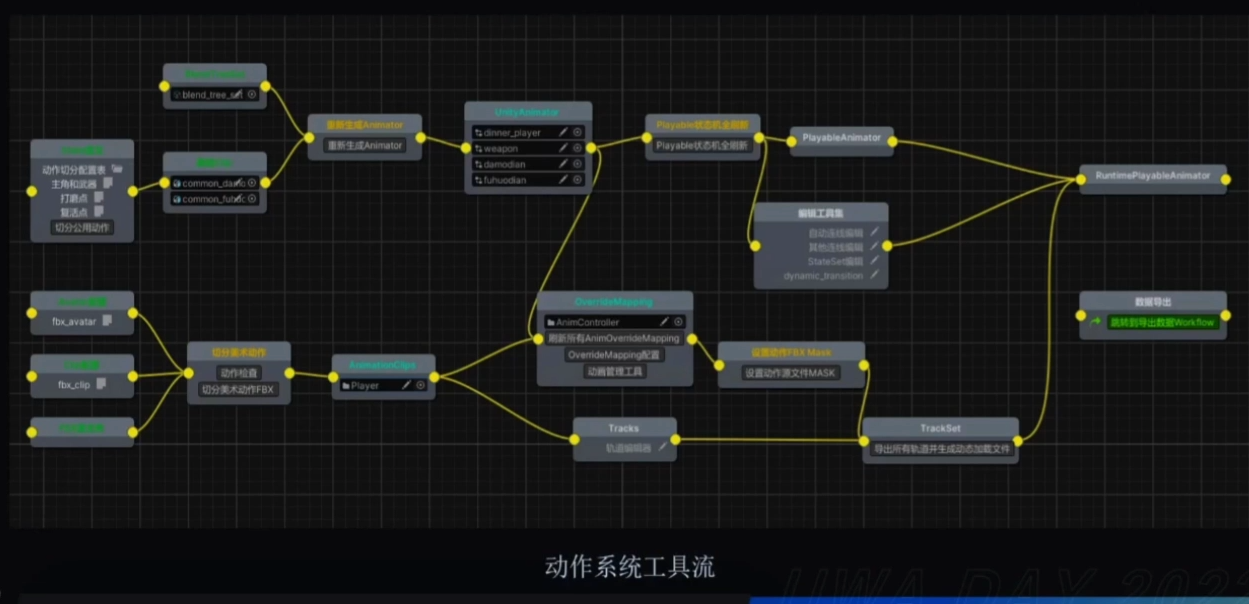 重新生成Animator
重新生成Animator
UnityAnimator
dinner_player
weapon
damodian
fuhuodian
Playable状态机全刷新
Playable状态机全刷新
PlayableAnimator
RuntimePlayableAnimator
动作切分配置表
主角和武器
打磨点
复活点
切分公用动作
编辑工具集
自动连线编辑
其他连线编辑
StateSet编辑
dynamic_transition
数据导出
跳转到导出数据Workflow
fbx_avatar
fbx_clip
切分美术动作
动作检查
切分美术动作FBX
AnimationClips
Player
OverrideMapping
AnimController
刷新所有AnimOverrideMapping
OverrideMapping配置
动画管理工具
设置动作FBX Mask
设置动作源文件MASK
Tracks
轨道编辑器
TrackSet
导出所有轨道并生成动态加载文件
动作系统工具流
UWA DAY